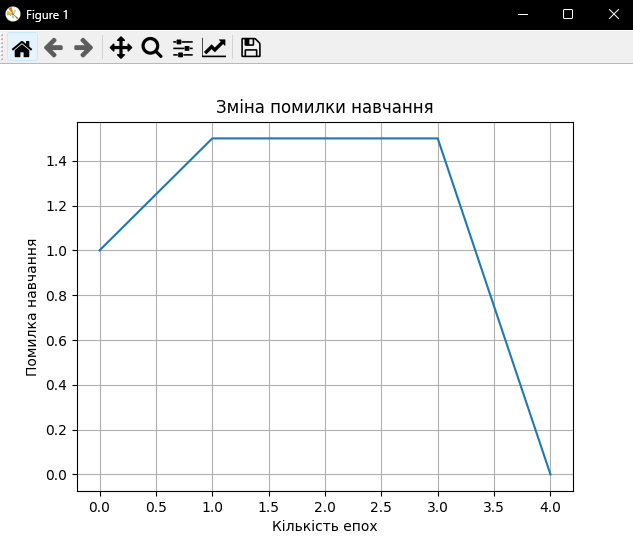 Figure 1
Зміна помилки навчання
Помилка навчання
1.4
1.2
1.0
0.8
0.6
0.4
0.2
0.0
0.0 0.5 1.0 1.5 2.0 2.5 3.0 3.5 4.0
Кількість епох